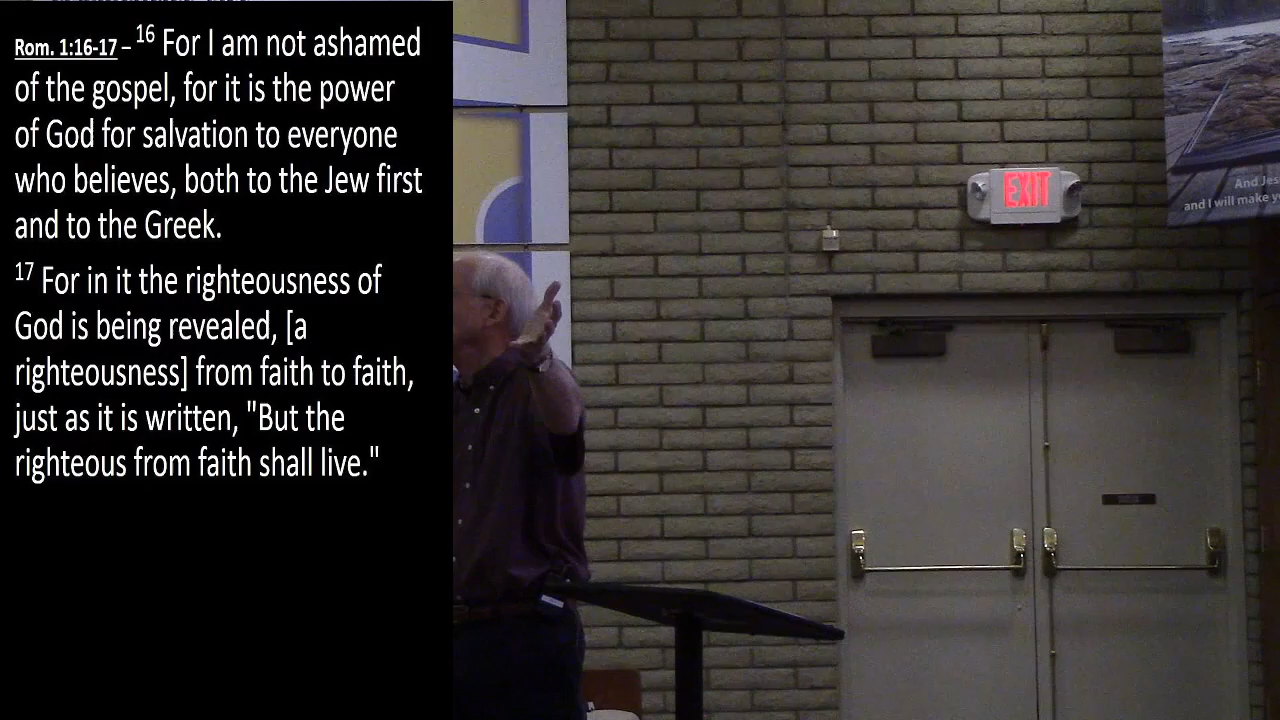 Rom. 1:16-17 – 16 For I am not ashamed
of the gospel, for it is the power
of God for salvation to everyone
who believes, both to the Jew first
and to the Greek.
17 For in it the righteousness of
God is being revealed, [a
righteousness] from faith to faith,
just as it is written, "But the
righteous from faith shall live."
EXIT
And Jes
and I will make y